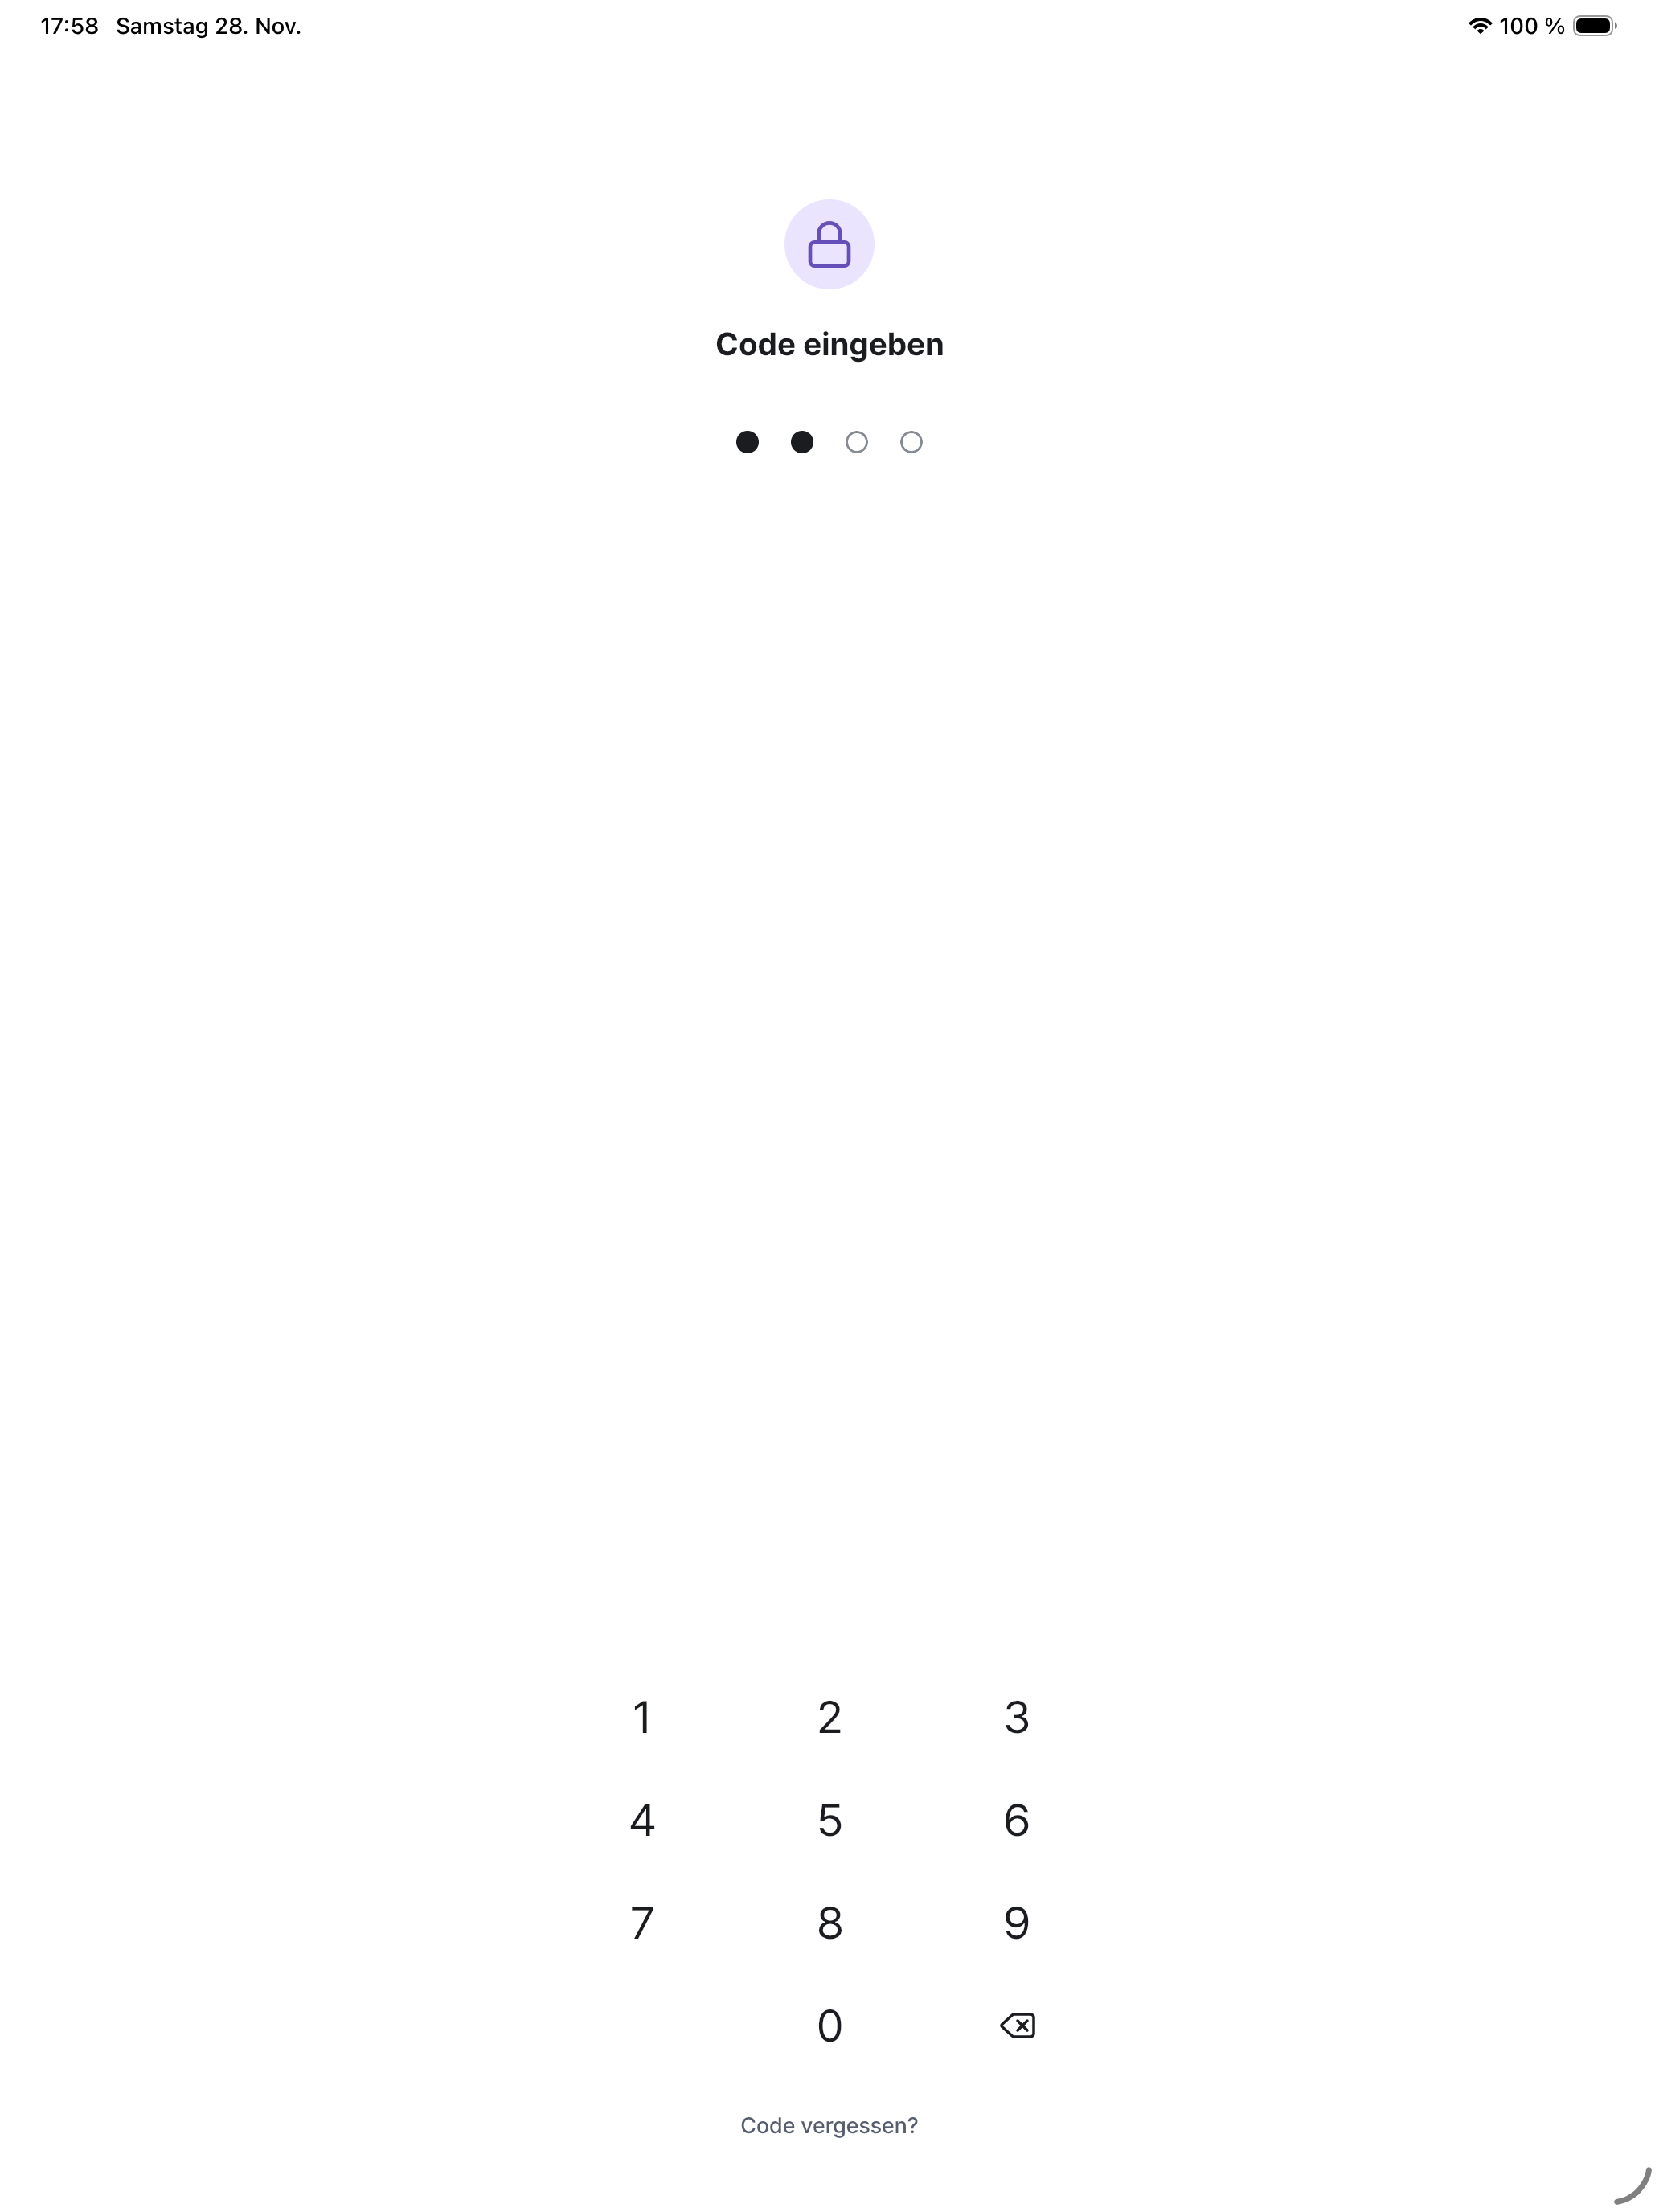 17:58 Samstag 28. Nov. 100 %
Code eingeben
1 2 3
4 5 6
7 8 9
0
Code vergessen?